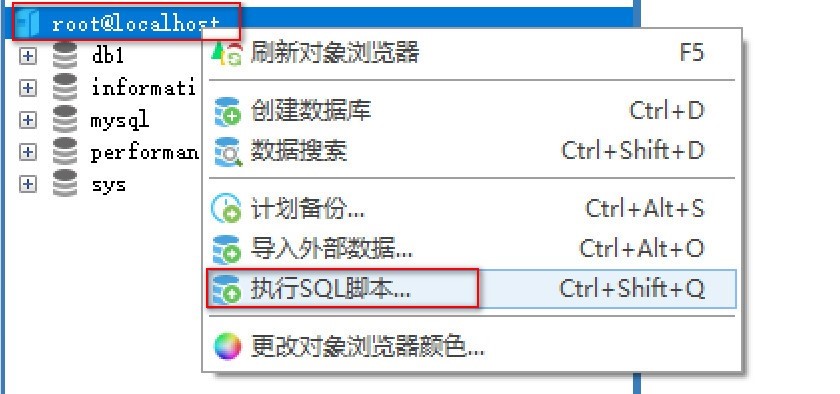 root@localhost
刷新对象浏览器 F5
db1
informati
创建数据库 Ctrl+D
mysql
数据搜索 Ctrl+Shift+D
performan
sys
计划备份... Ctrl+Alt+S
导入外部数据... Ctrl+Alt+O
执行SQL脚本... Ctrl+Shift+Q
更改对象浏览器颜色...